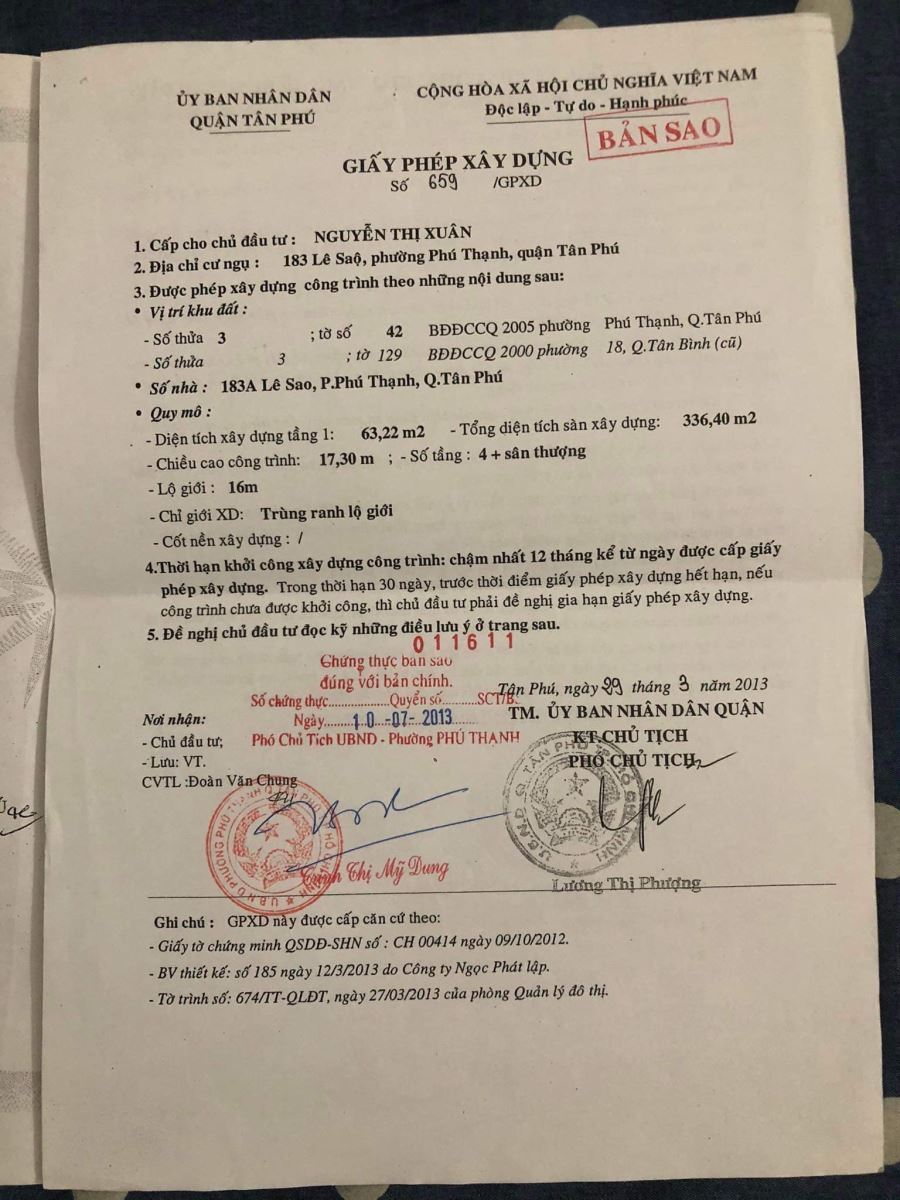 ỦY BAN NHÂN DÂN
QUẬN TÂN PHÚ
CỘNG HÒA XÃ HỘI CHỦ NGHĨA VIỆT NAM
Độc lập - Tự do - Hạnh phúc
BẢN SAO
GIẤY PHÉP XÂY DỰNG
Số 659 /GPXD
1. Cấp cho chủ đầu tư : NGUYỄN THỊ XUÂN
2. Địa chỉ cư ngụ : 183 Lê Saộ, phường Phú Thạnh, quận Tân Phú
3. Được phép xây dựng công trình theo những nội dung sau:
• Vị trí khu đất :
- Số thửa 3 ; tờ số 42 BĐĐCCQ 2005 phường Phú Thạnh, Q.Tân Phú
- Số thửa 3 ; tờ 129 BĐĐCCQ 2000 phường 18, Q.Tân Bình (cũ)
• Số nhà : 183A Lê Sao, P.Phú Thạnh, Q.Tân Phú
• Quy mô :
- Diện tích xây dựng tầng 1: 63,22 m2 - Tổng diện tích sàn xây dựng: 336,40 m2
- Chiều cao công trình: 17,30 m ; - Số tầng : 4 + sân thượng
- Lộ giới : 16m
- Chỉ giới XD: Trùng ranh lộ giới
- Cốt nền xây dựng : /
4.Thời hạn khởi công xây dựng công trình: chậm nhất 12 tháng kể từ ngày được cấp giấy
phép xây dựng. Trong thời hạn 30 ngày, trước thời điểm giấy phép xây dựng hết hạn, nếu
công trình chưa được khởi công, thì chủ đầu tư phải đề nghị gia hạn giấy phép xây dựng.
5. Đề nghị chủ đầu tư đọc kỹ những điều lưu ý ở trang sau.
011611
Chứng thực bản sao
đúng với bản chính.
Số chứng thực.................Quyển số.........SCT/B.
Ngày........10-07-2013.......
Phó Chủ Tịch UBND - Phường PHÚ THẠNH
Tân Phú, ngày 29 tháng 3 năm 2013
TM. ỦY BAN NHÂN DÂN QUẬN
KT.CHỦ TỊCH
PHÓ CHỦ TỊCH
Nơi nhận:
- Chủ đầu tư;
- Lưu: VT.
CVTL :Đoàn Văn Chung
Trịnh Thị Mỹ Dung
Lương Thị Phượng
Ghi chú : GPXD này được cấp căn cứ theo:
- Giấy tờ chứng minh QSDĐ-SHN số : CH 00414 ngày 09/10/2012.
- BV thiết kế: số 185 ngày 12/3/2013 do Công ty Ngọc Phát lập.
- Tờ trình số: 674/TT-QLĐT, ngày 27/03/2013 của phòng Quản lý đô thị.